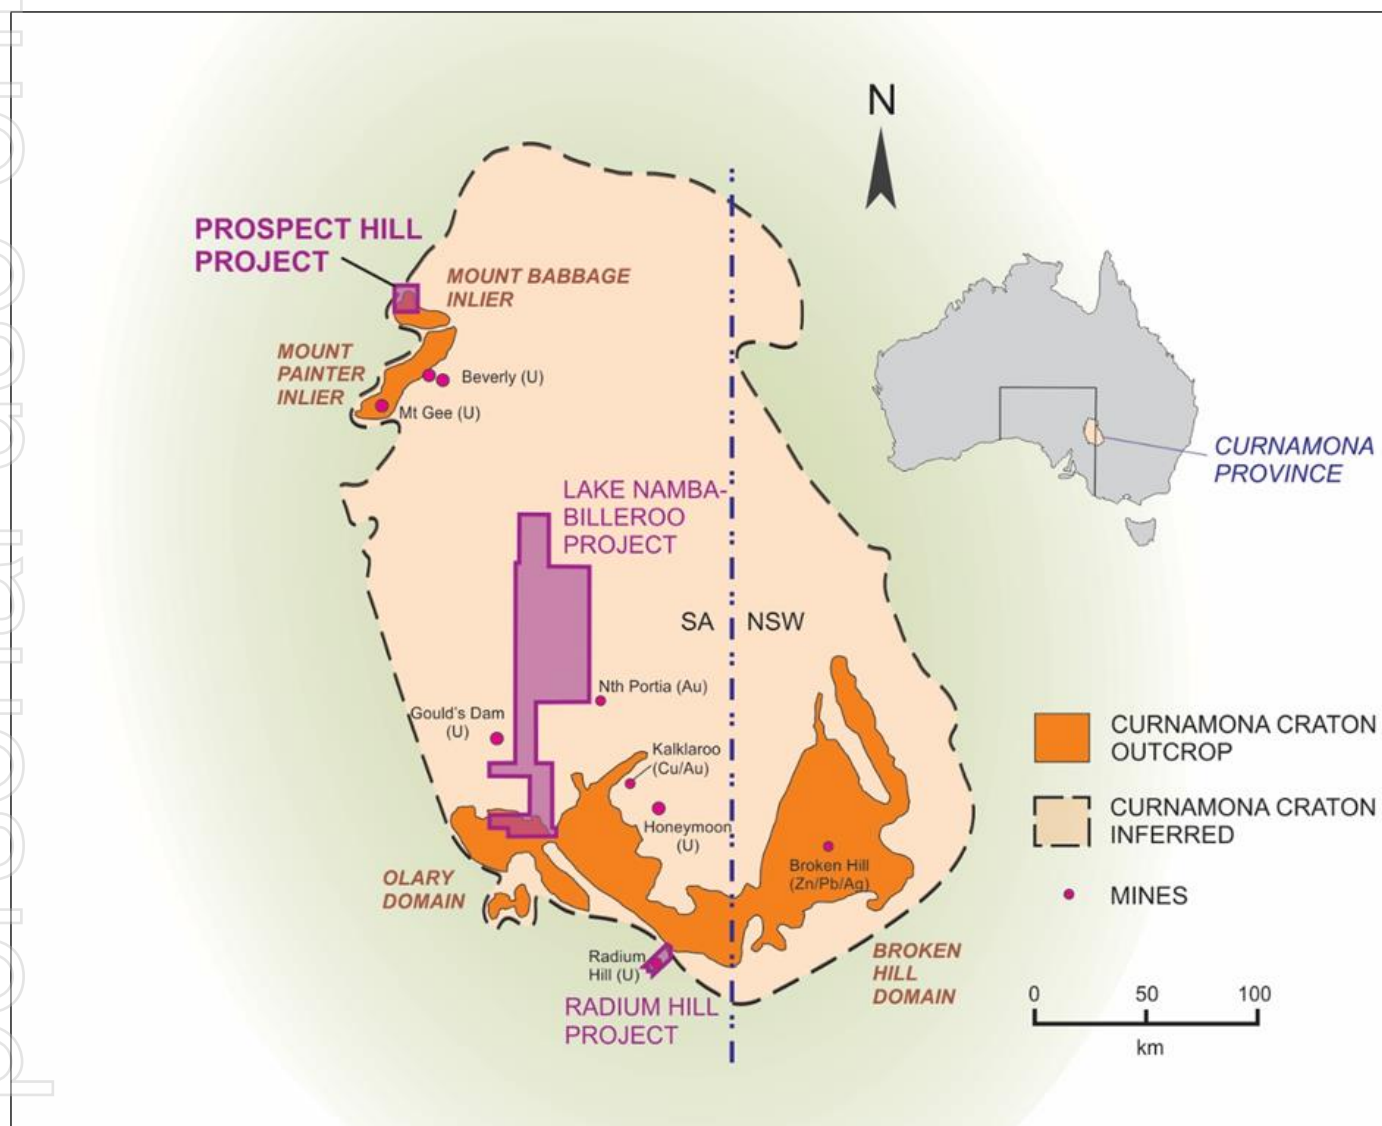 N
PROSPECT HILL
PROJECT
MOUNT BABBAGE
INLIER
MOUNT
PAINTER
INLIER
Beverly (U)
Mt Gee (U)
CURNAMONA
PROVINCE
LAKE NAMBA-
BILLEROO
PROJECT
SA
NSW
Nth Portia (Au)
Gould's Dam
(U)
Kalklaroo
(Cu/Au)
Honeymoon
(U)
Broken Hill
(Zn/Pb/Ag)
CURNAMONA CRATON
OUTCROP
CURNAMONA CRATON
INFERRED
MINES
OLARY
DOMAIN
Radium
Hill (U)
RADIUM HILL
PROJECT
BROKEN
HILL
DOMAIN
0 50 100
km